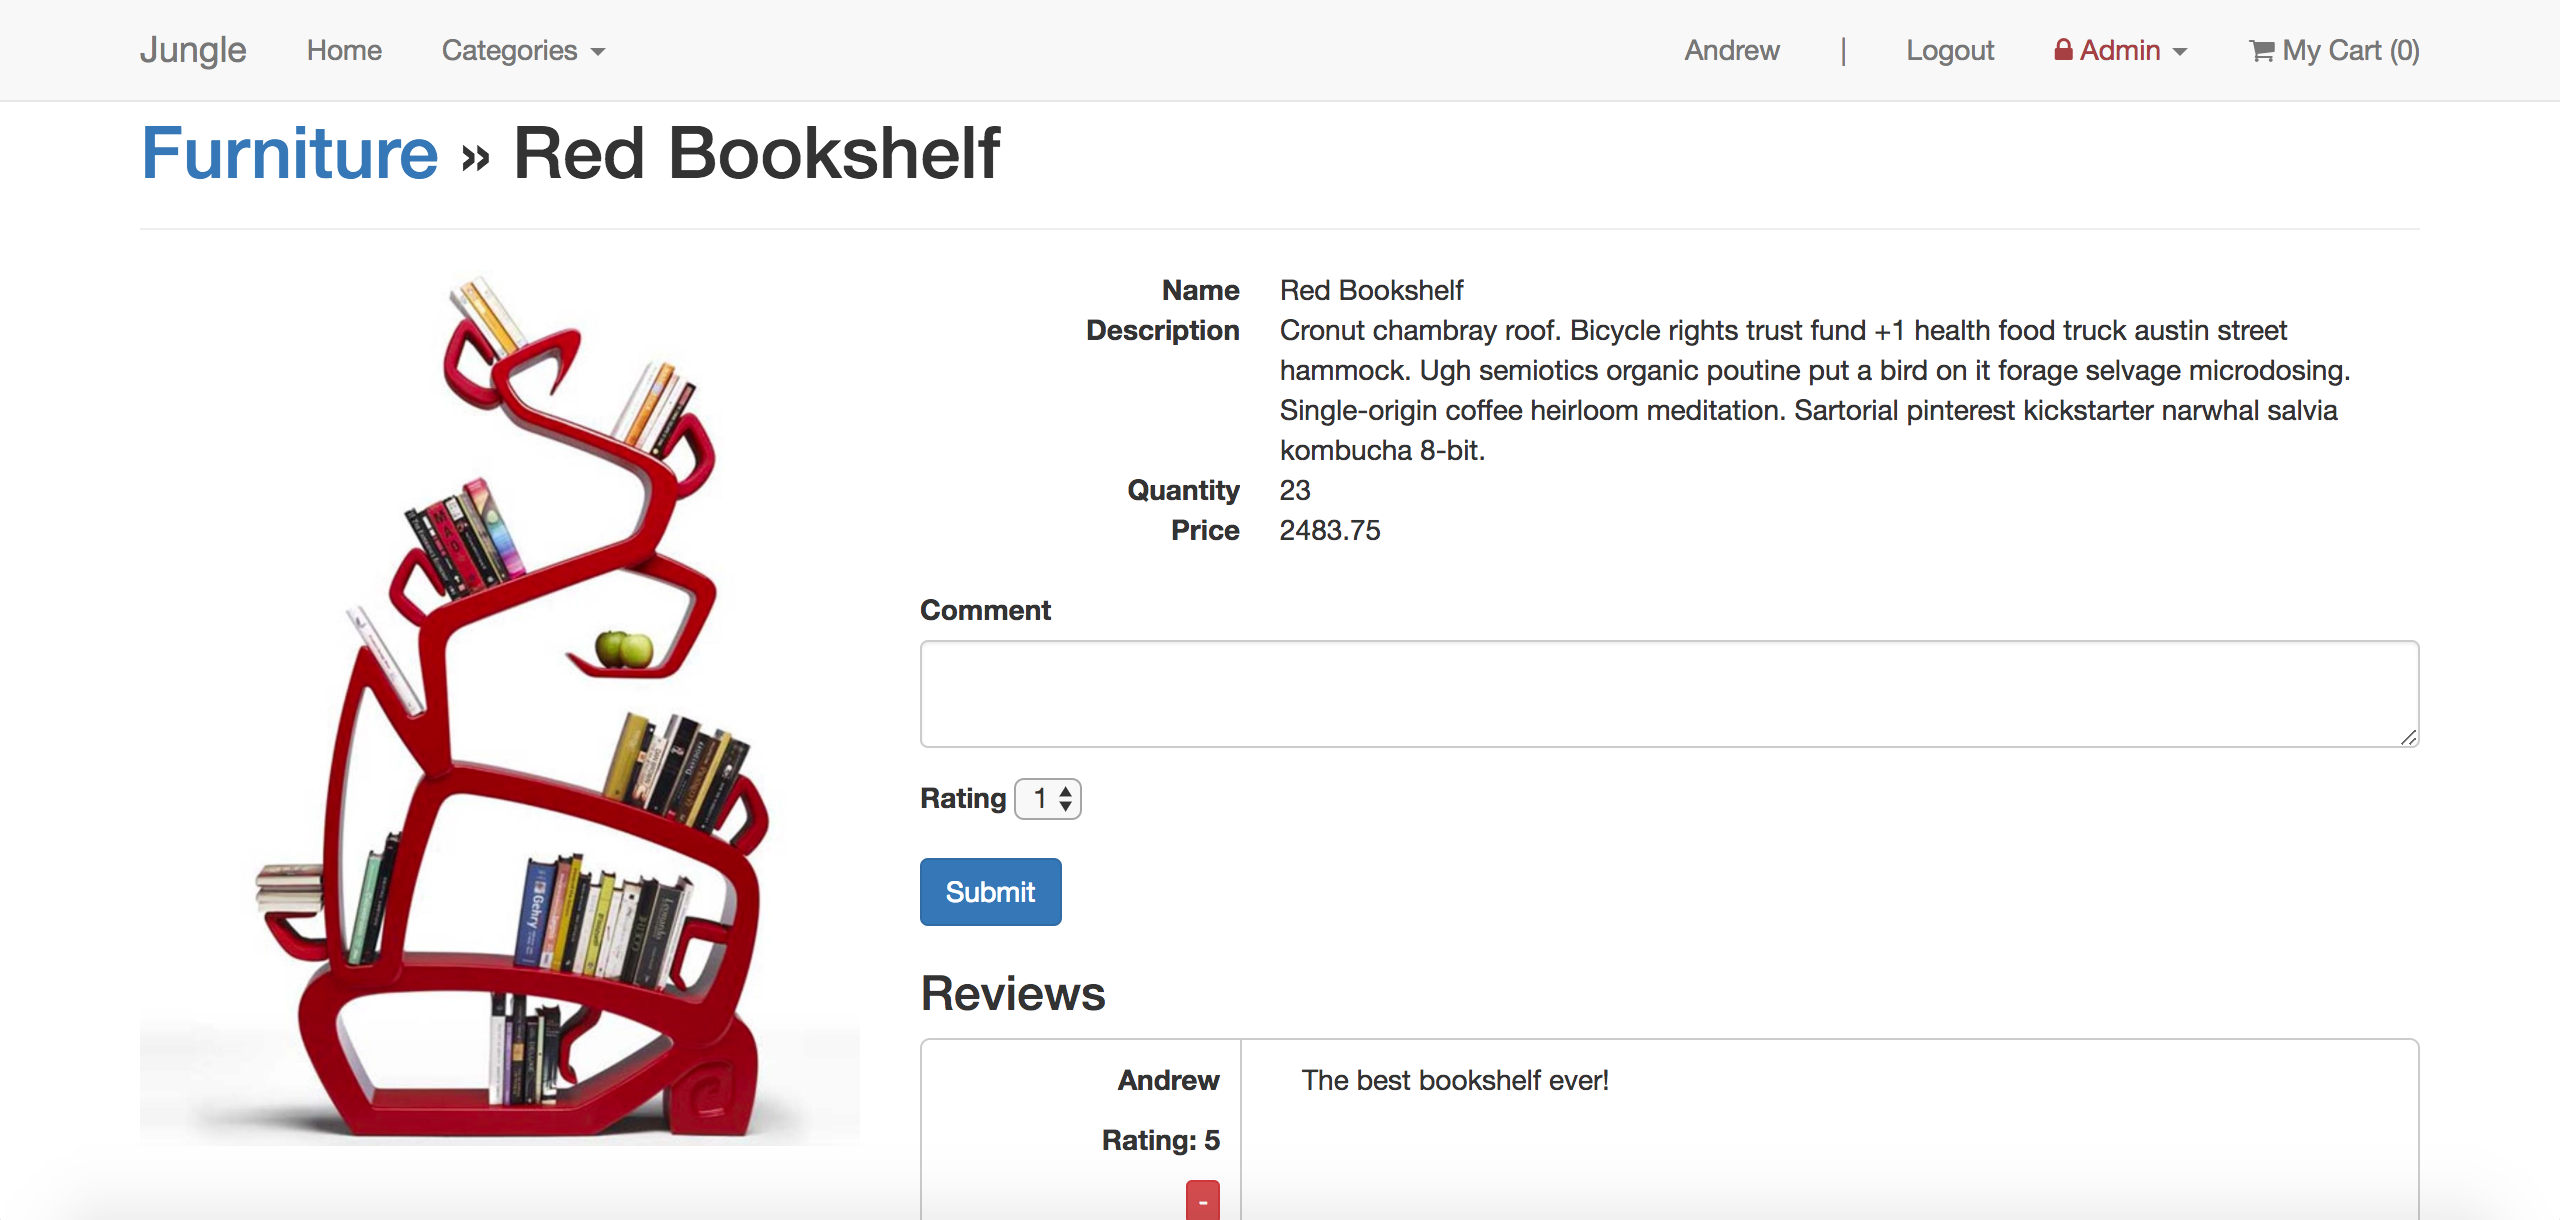 Jungle Home Categories Andrew | Logout Admin My Cart (0)
Furniture » Red Bookshelf
Name Red Bookshelf
Description Cronut chambray roof. Bicycle rights trust fund +1 health food truck austin street
hammock. Ugh semiotics organic poutine put a bird on it forage selvage microdosing.
Single-origin coffee heirloom meditation. Sartorial pinterest kickstarter narwhal salvia
kombucha 8-bit.
Quantity 23
Price 2483.75
Comment
Rating 1
Submit
Reviews
Andrew The best bookshelf ever!
Rating: 5
-
Gehry